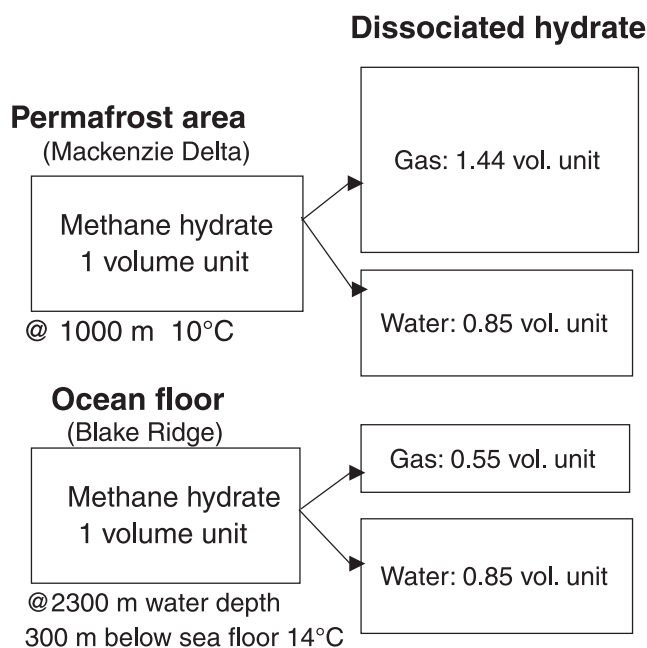 Dissociated hydrate
Permafrost area
(Mackenzie Delta)
Methane hydrate
1 volume unit
@ 1000 m 10°C
Gas: 1.44 vol. unit
Water: 0.85 vol. unit
Ocean floor
(Blake Ridge)
Methane hydrate
1 volume unit
@2300 m water depth
300 m below sea floor 14°C
Gas: 0.55 vol. unit
Water: 0.85 vol. unit